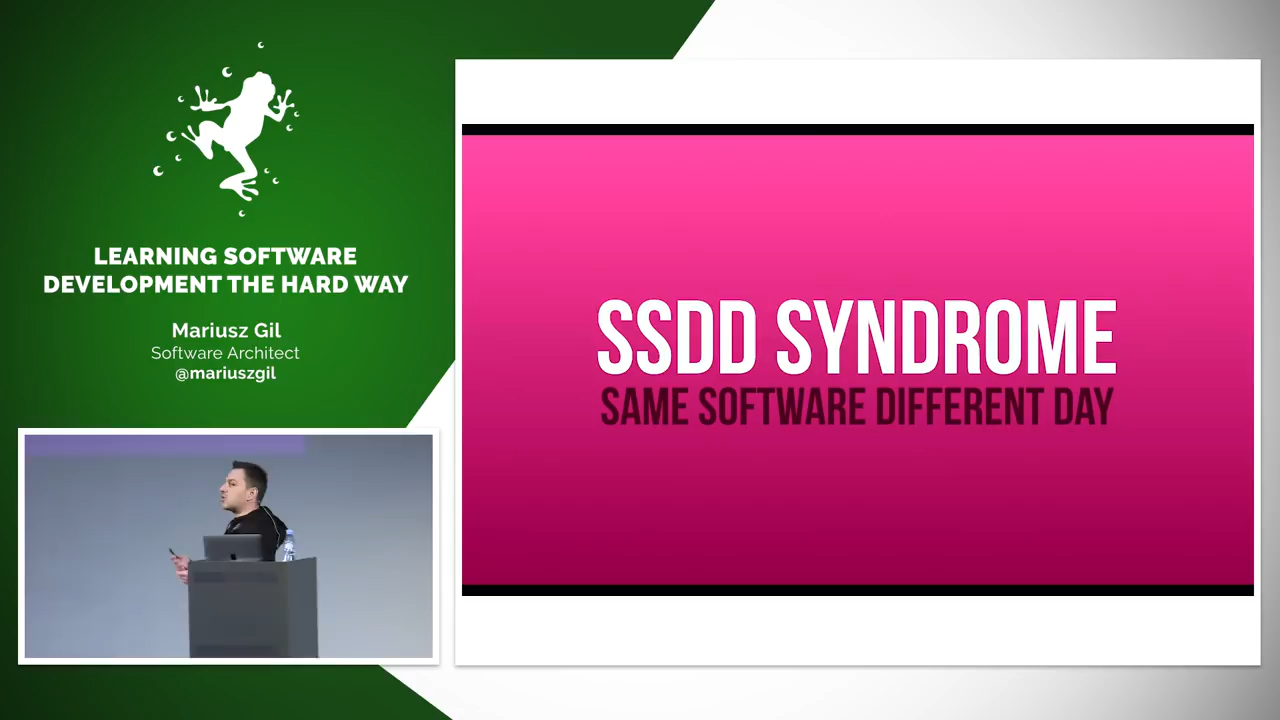 LEARNING SOFTWARE
DEVELOPMENT THE HARD WAY
Mariusz Gil
Software Architect
@mariuszgil
SSDD SYNDROME
SAME SOFTWARE DIFFERENT DAY